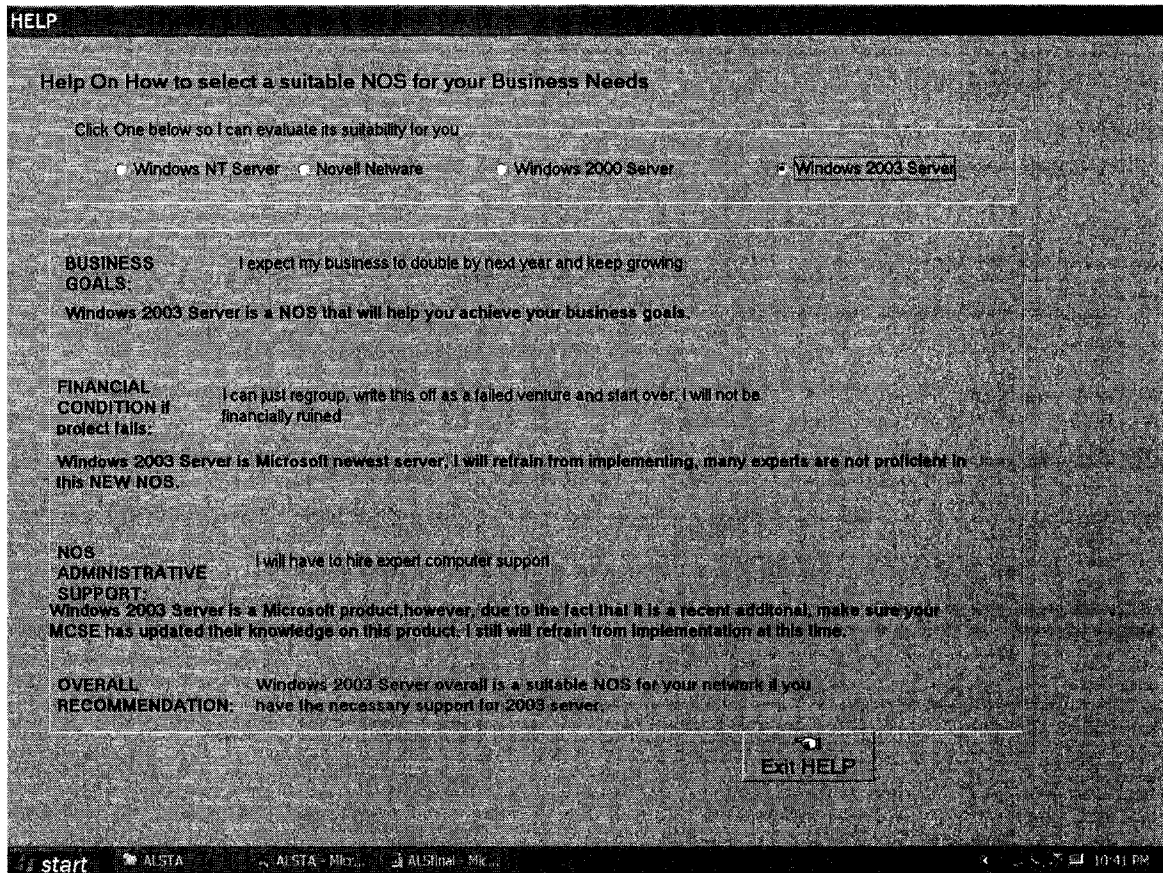 HELP
Help On How to select a suitable NOS for your Business Needs
Click One below so I can evaluate its suitability for you
Windows NT Server Novell Netware Windows 2000 Server Windows 2003 Server
BUSINESS GOALS:
I expect my business to double by next year and keep growing
Windows 2003 Server is a NOS that will help you achieve your business goals.
FINANCIAL CONDITION if project fails:
I can just regroup, write this off as a failed venture and start over, I will not be
financially ruined
Windows 2003 Server is Microsoft newest server, I will refrain from implementing, many experts are not proficient in
this NEW NOS.
NOS
ADMINISTRATIVE
SUPPORT:
I will have to hire expert computer support
Windows 2003 Server is a Microsoft product,however, due to the fact that it is a recent additonal, make sure your
MCSE has updated their knowledge on this product. I still will refrain from implementation at this time.
OVERALL
RECOMMENDATION:
Windows 2003 Server overall is a suitable NOS for your network if you
have the necessary support for 2003 server.
Exit HELP
start ALSTA ALSTA - Micr... ALSfinal - Mic... 10:41 PM